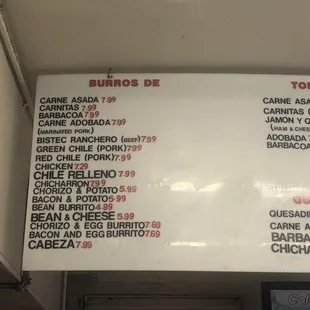 BURROS DE
CARNE ASADA 7.99
CARNITAS 7.99
BARBACOA 7.99
CARNE ADOBADA 7.99
(MARINATED PORK)
BISTEC RANCHERO (BEEF) 7.99
GREEN CHILE (PORK) 7.99
RED CHILE (PORK) 7.99
CHICKEN 7.29
CHILE RELLENO 7.99
CHICHARRON 7.99
CHORIZO & POTATO 5.99
BACON & POTATO 5.99
BEAN BURRITO 4.99
BEAN & CHEESE 5.99
CHORIZO & EGG BURRITO 7.69
BACON AND EGG BURRITO 7.69
CABEZA 7.99
TO
CARNE ASA
CARNITAS
JAMON Y Q
(HAM & CHE
ADOBADA
BARBACOA
QU
QUESADI
CARNE A
BARBA
CHICHA